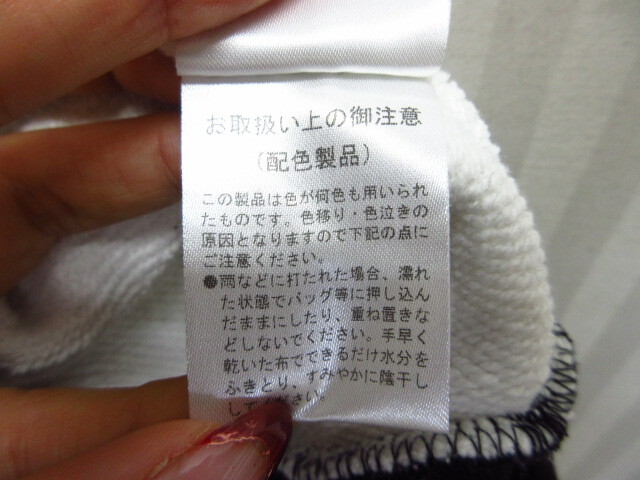 お取扱い上の御注意
(配色製品)
この製品は色が何色も用いられ
たものです。色移り・色泣きの
原因となりますので下記の点に
ご注意ください。
●雨などに打たれた場合、濡れ
た状態でバッグ等に押し込ん
だままにしたり、重ね置きな
どしないでください。手早く
乾いた布でできるだけ水分を
ふきとり、すみやかに陰干し
してください。